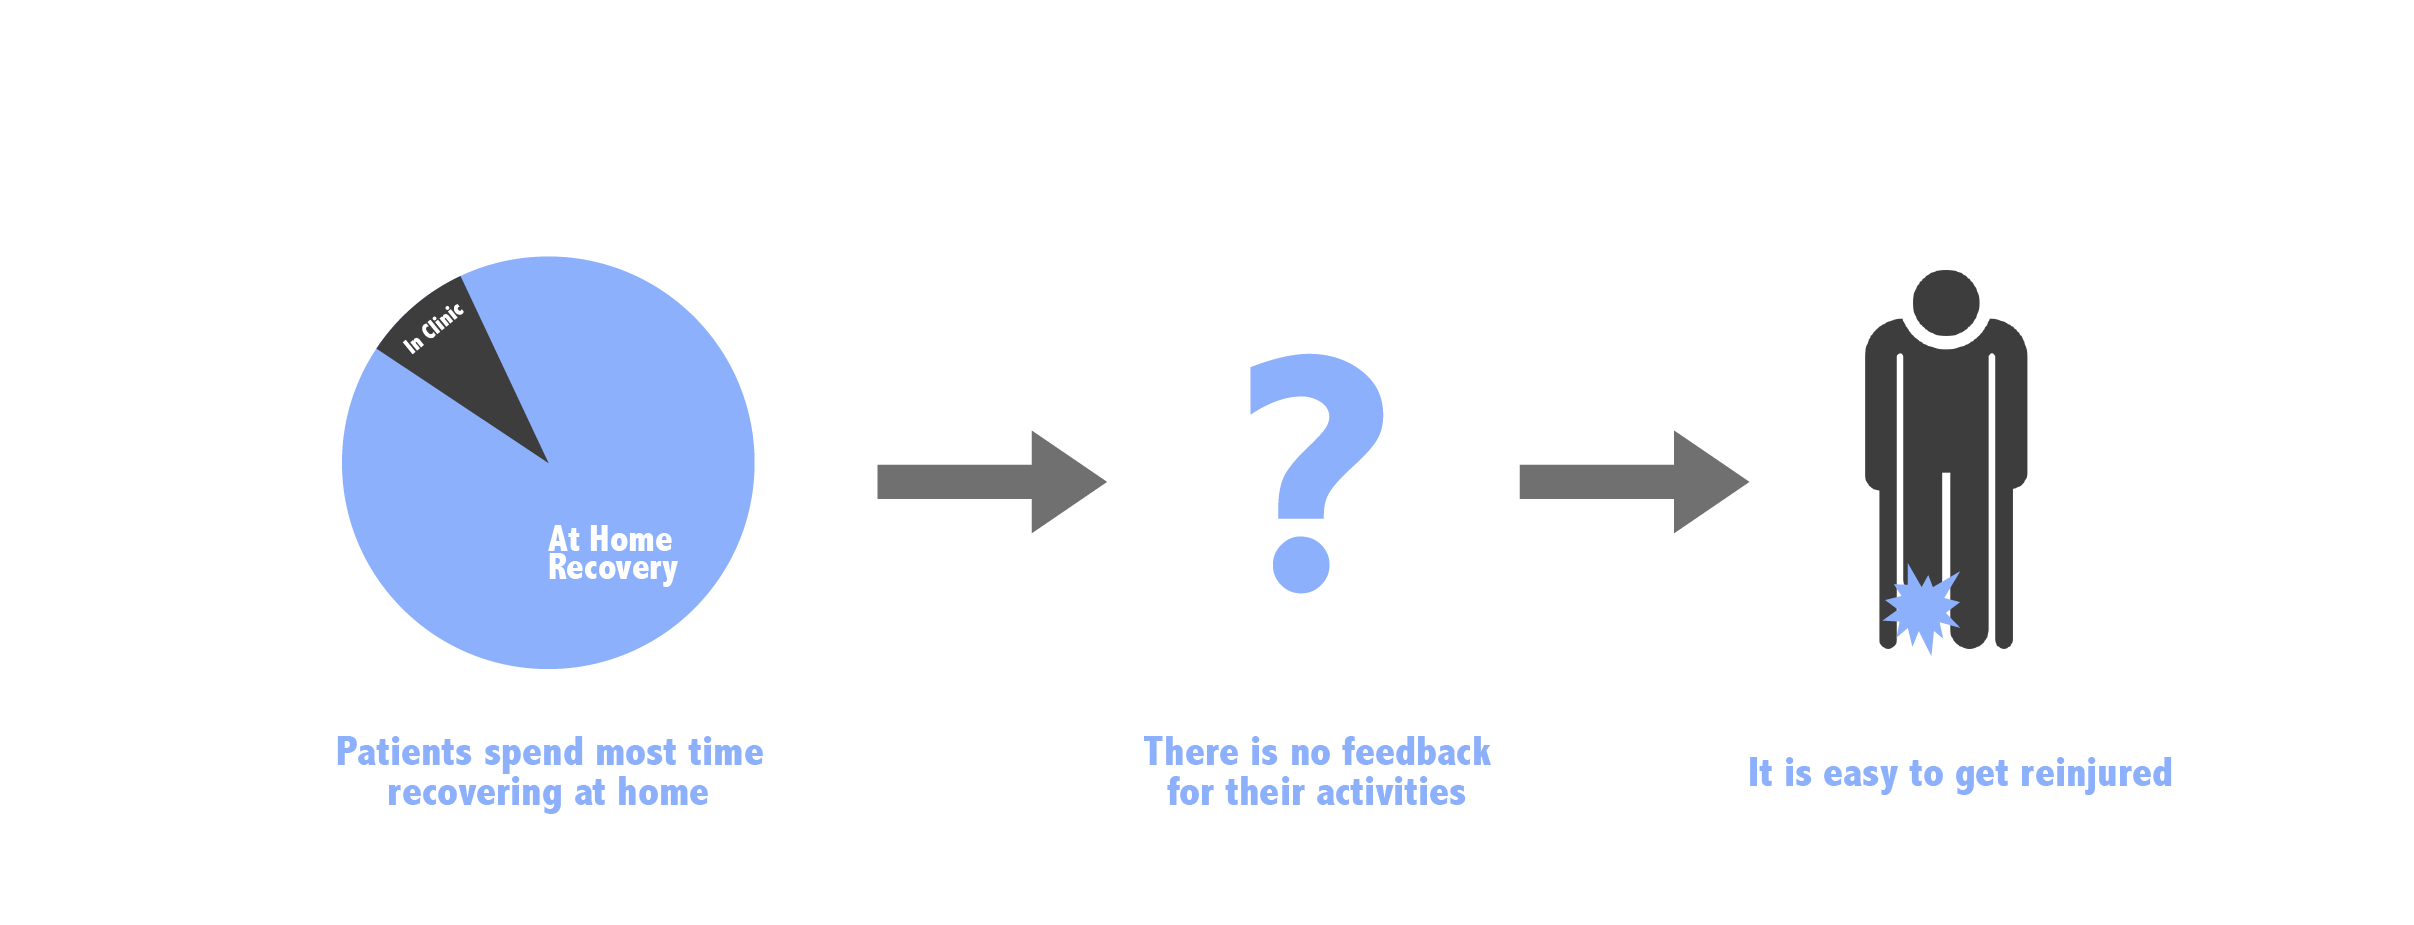 In Clinic
At Home
Recovery
?
Patients spend most time
recovering at home
There is no feedback
for their activities
It is easy to get reinjured